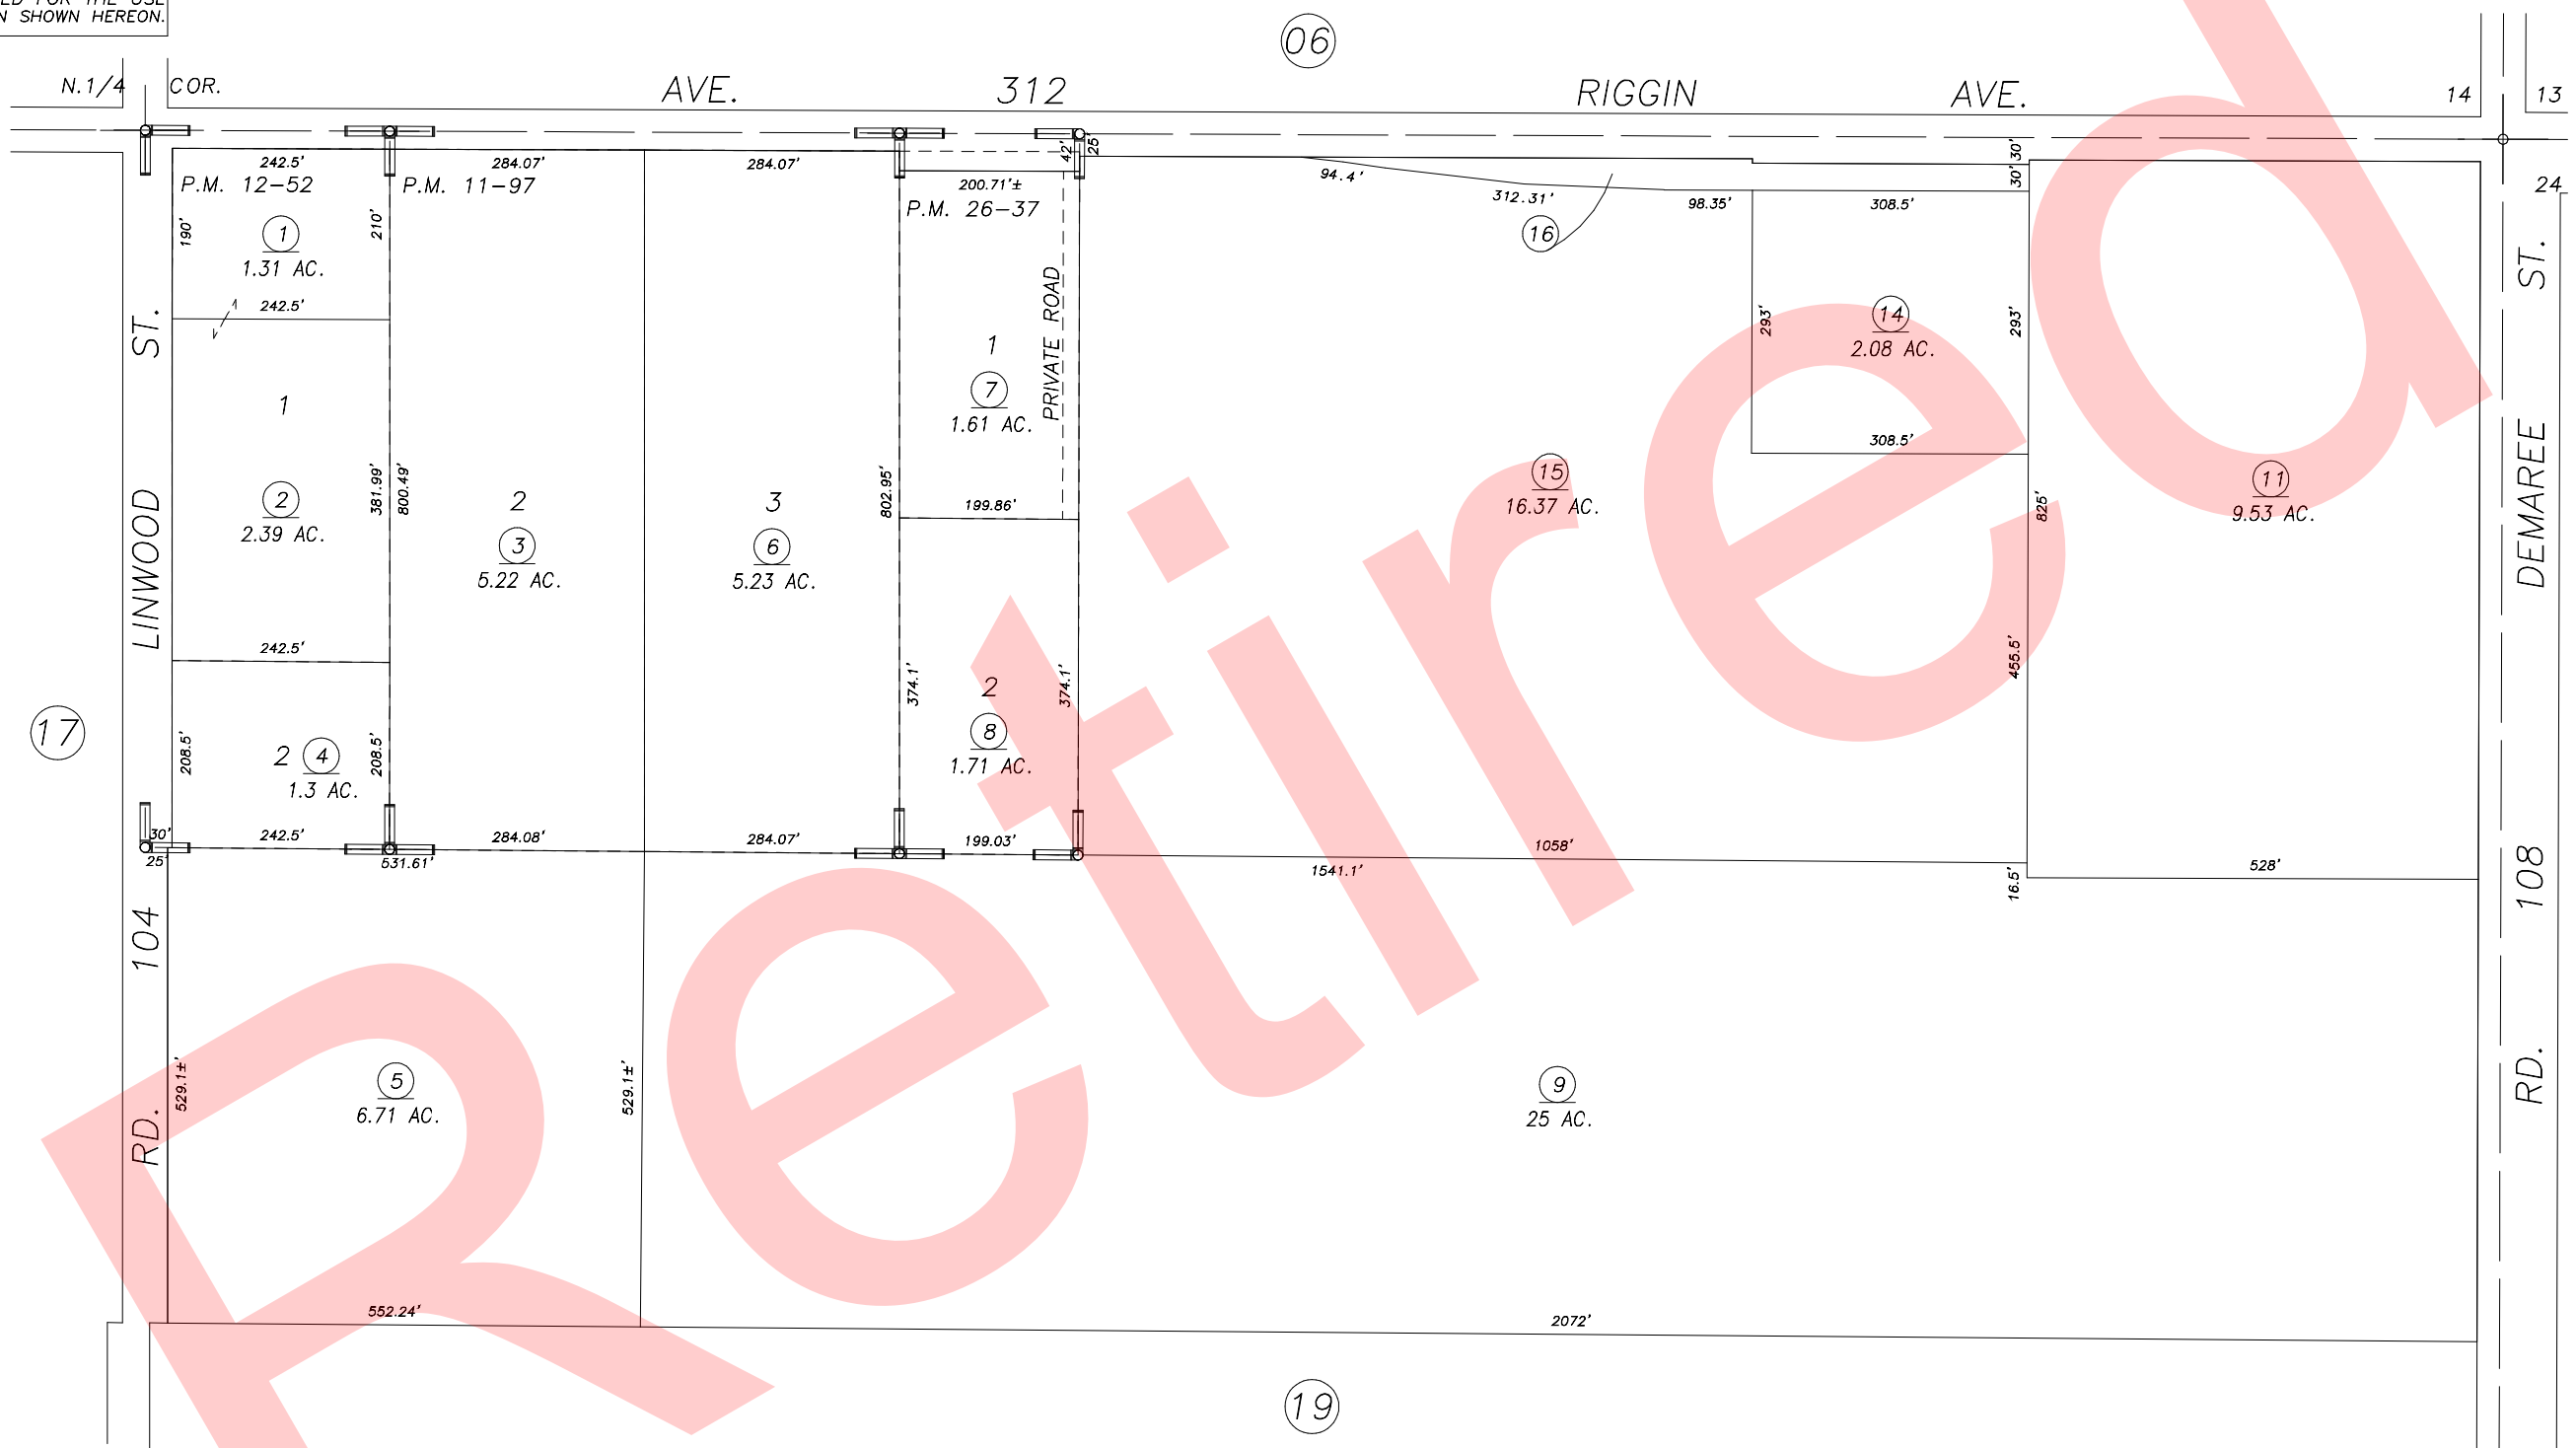 ED FOR THE USE
N SHOWN HEREON.
06
N.1/4 COR.
AVE. 312 RIGGIN AVE.
14 13
24
242.5' 284.07' 284.07' 42' 25' 30'
P.M. 12-52 P.M. 11-97 200.71'± 94.4' 30'
P.M. 26-37 312.31' 98.35' 308.5'
190' 210'
1
1.31 AC.
16
242.5'
LINWOOD ST.
1
2
2.39 AC.
381.99' 800.49'
2
3
5.22 AC.
3
6
5.23 AC.
802.95'
1
7
1.61 AC.
PRIVATE ROAD
199.86'
293' 293'
14
2.08 AC.
308.5'
15
16.37 AC.
825'
11
9.53 AC.
DEMAREE ST.
242.5'
374.1' 374.1'
2
8
1.71 AC.
455.5'
17
208.5' 208.5'
2 4
1.3 AC.
30' 242.5' 284.08' 284.07' 199.03' 1058'
25' 531.61' 1541.1' 16.5' 528'
RD. 104
RD. 108
529.1±' 529.1±'
5
6.71 AC.
9
25 AC.
552.24' 2072'
19
Retired